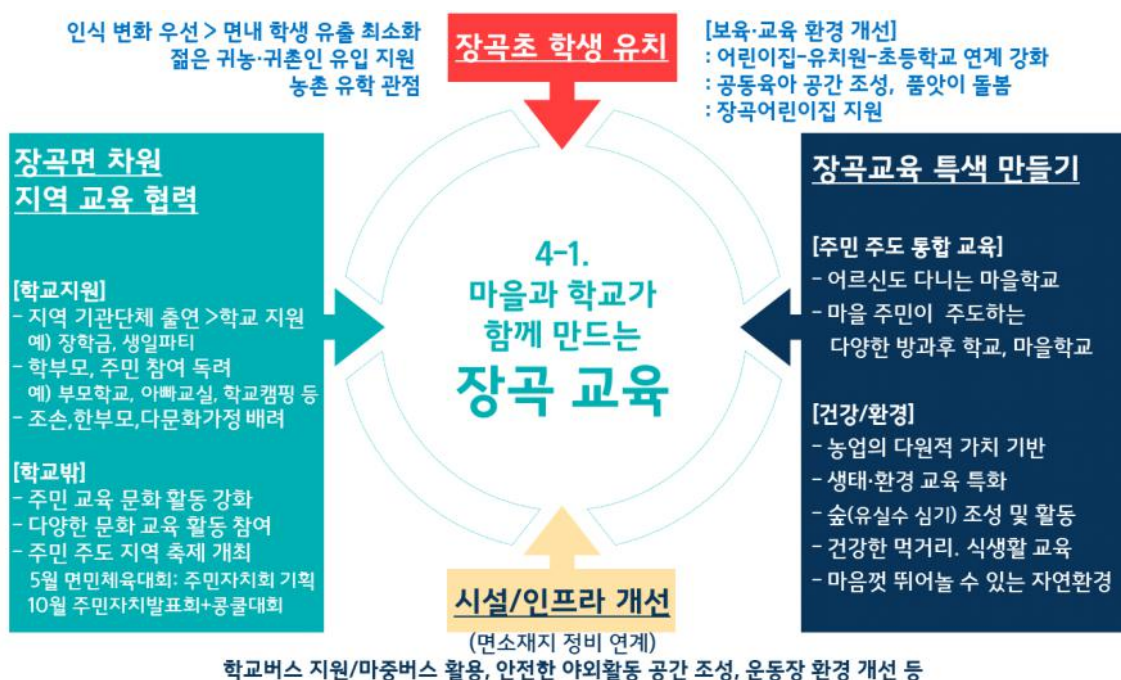 인식 변화 우선 > 면내 학생 유출 최소화
젊은 귀농·귀촌인 유입 지원
농촌 유학 관점
장곡초 학생 유치
[보육·교육 환경 개선]
: 어린이집-유치원-초등학교 연계 강화
: 공동육아 공간 조성, 품앗이 돌봄
: 장곡어린이집 지원
장곡면 차원
지역 교육 협력
[학교지원]
- 지역 기관단체 출연 >학교 지원
예) 장학금, 생일파티
- 학부모, 주민 참여 독려
예) 부모학교, 아빠교실, 학교캠핑 등
- 조손,한부모,다문화가정 배려
[학교밖]
- 주민 교육 문화 활동 강화
- 다양한 문화 교육 활동 참여
- 주민 주도 지역 축제 개최
5월 면민체육대회: 주민자치회 기획
10월 주민자치발표회+콩쿨대회
4-1.
마을과 학교가
함께 만드는
장곡 교육
장곡교육 특색 만들기
[주민 주도 통합 교육]
- 어르신도 다니는 마을학교
- 마을 주민이 주도하는
다양한 방과후 학교, 마을학교
[건강/환경]
- 농업의 다원적 가치 기반
- 생태·환경 교육 특화
- 숲(유실수 심기) 조성 및 활동
- 건강한 먹거리. 식생활 교육
- 마음껏 뛰어놀 수 있는 자연환경
시설/인프라 개선
(면소재지 정비 연계)
학교버스 지원/마중버스 활용, 안전한 야외활동 공간 조성, 운동장 환경 개선 등